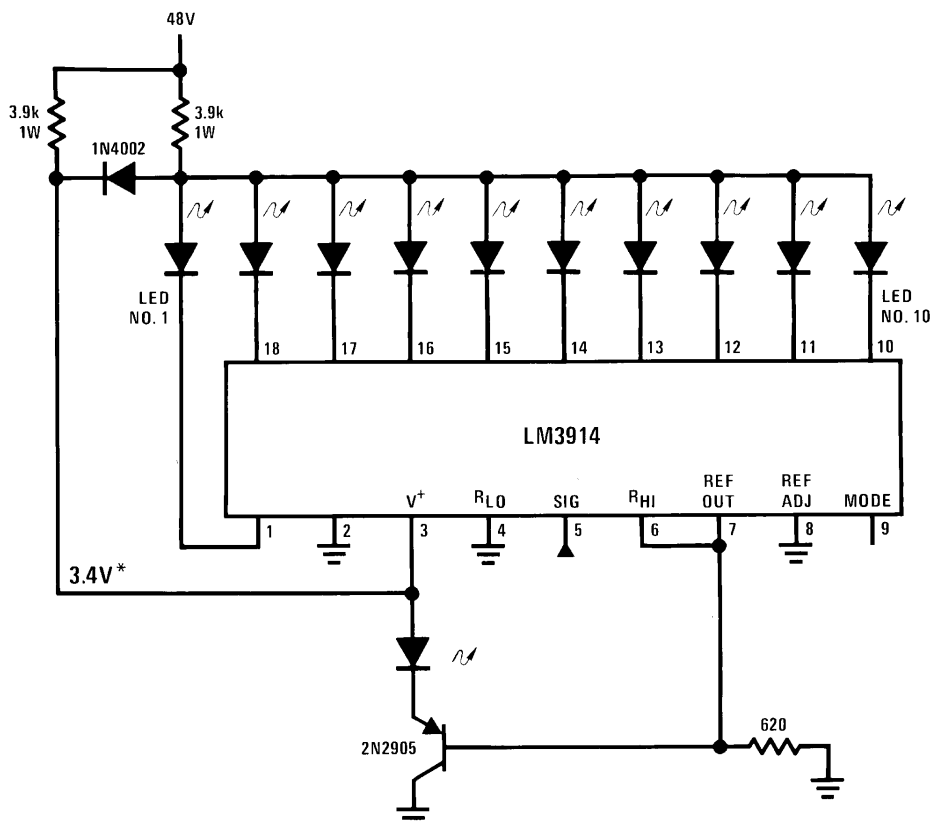 48V
3.9k
1W
3.9k
1W
1N4002
LED
NO. 1
LED
NO. 10
18
17
16
15
14
13
12
11
10
LM3914
V+
RLO
SIG
RHI
REF
OUT
REF
ADJ
MODE
1
2
3
4
5
6
7
8
9
3.4V*
2N2905
620